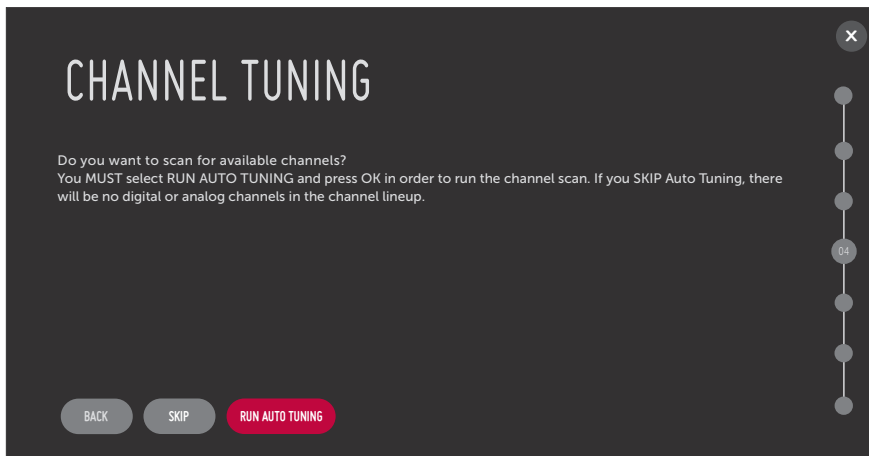 X
CHANNEL TUNING
Do you want to scan for available channels?
You MUST select RUN AUTO TUNING and press OK in order to run the channel scan. If you SKIP Auto Tuning, there
will be no digital or analog channels in the channel lineup.
04
BACK SKIP RUN AUTO TUNING